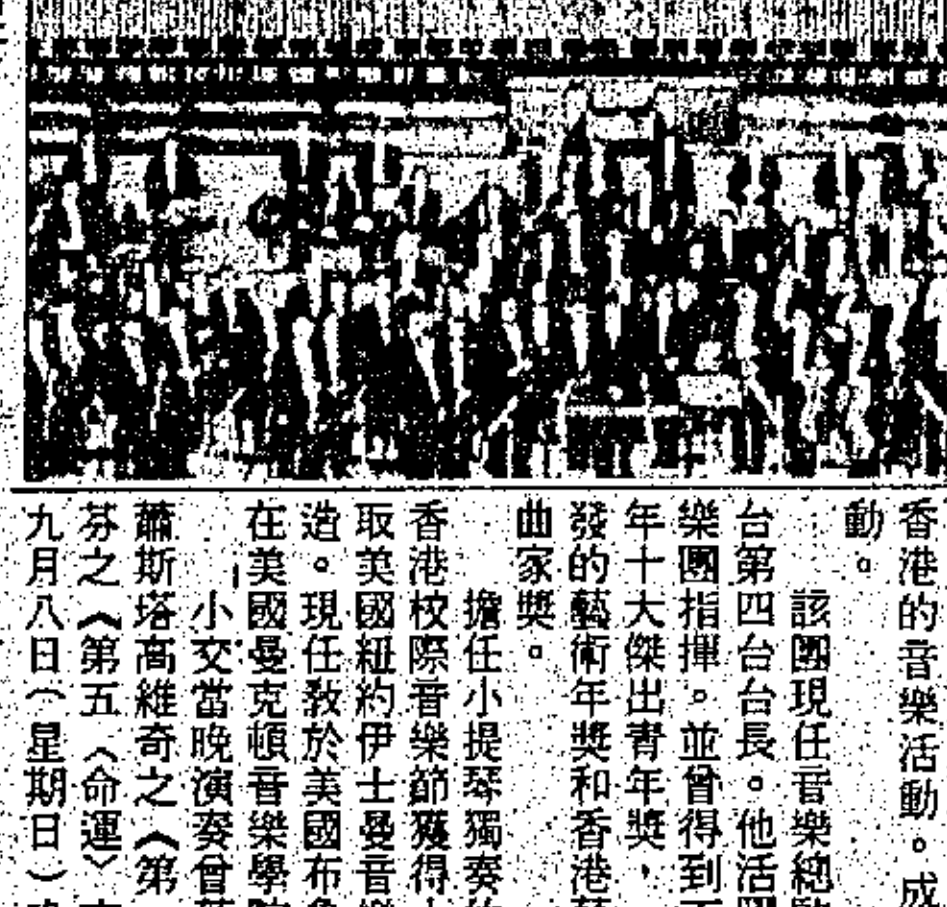 香港的音樂活動。成
動。
該團現任音樂總
台第四台台長。他活
樂團指揮。並曾得到
年十大傑出青年獎,
發的藝術年獎和香港
曲家獎。
擔任小提琴獨奏
香港校際音樂節獲得
取美國紐約伊士曼音
造。現任教於美國布
在美國曼克頓音樂學
小交當晚演奏曾
蕭斯塔高維奇之《第
芬之《第五〈命運〉
九月八日(星期日)